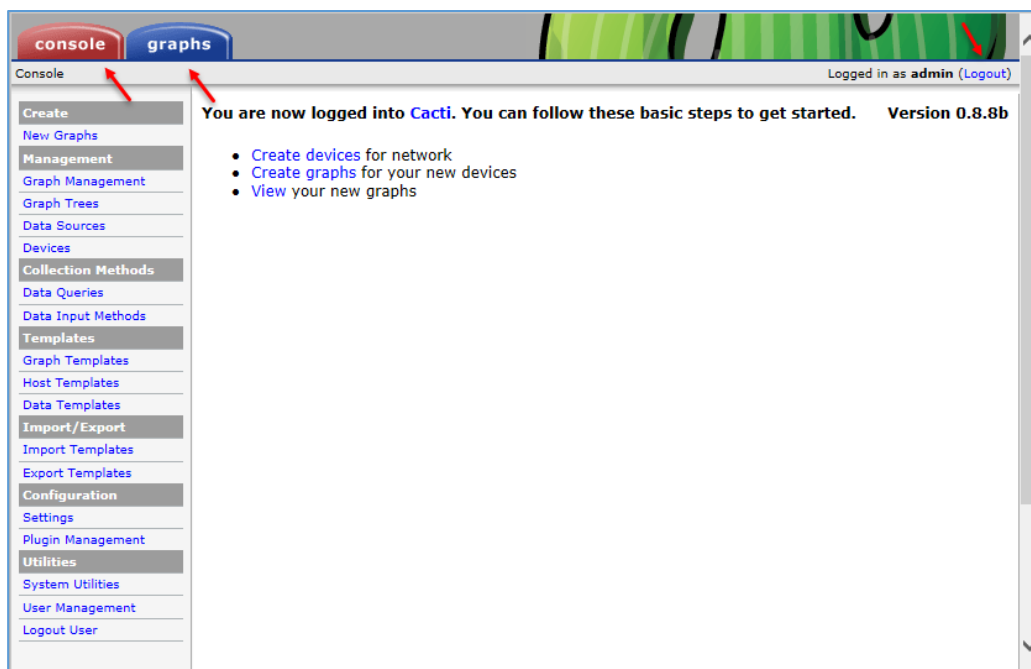 console graphs
Console Logged in as admin (Logout)
Create
New Graphs
Management
Graph Management
Graph Trees
Data Sources
Devices
Collection Methods
Data Queries
Data Input Methods
Templates
Graph Templates
Host Templates
Data Templates
Import/Export
Import Templates
Export Templates
Configuration
Settings
Plugin Management
Utilities
System Utilities
User Management
Logout User
You are now logged into Cacti. You can follow these basic steps to get started. Version 0.8.8b
• Create devices for network
• Create graphs for your new devices
• View your new graphs